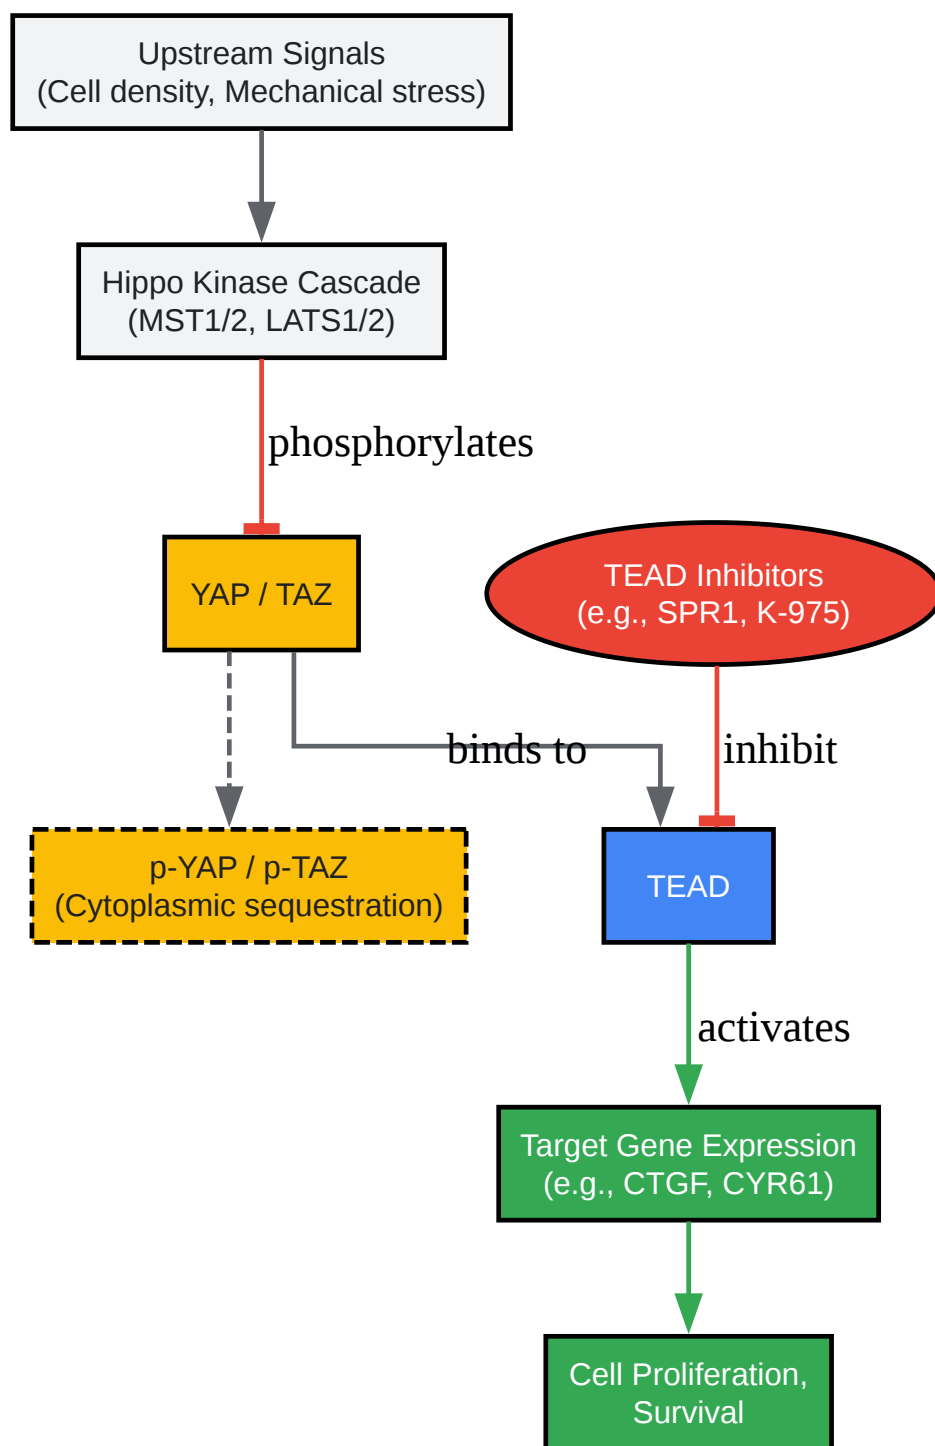 Upstream Signals
(Cell density, Mechanical stress)
Hippo Kinase Cascade
(MST1/2, LATS1/2)
phosphorylates
YAP / TAZ
TEAD Inhibitors
(e.g., SPR1, K-975)
binds to
inhibit
p-YAP / p-TAZ
(Cytoplasmic sequestration)
TEAD
activates
Target Gene Expression
(e.g., CTGF, CYR61)
Cell Proliferation,
Survival